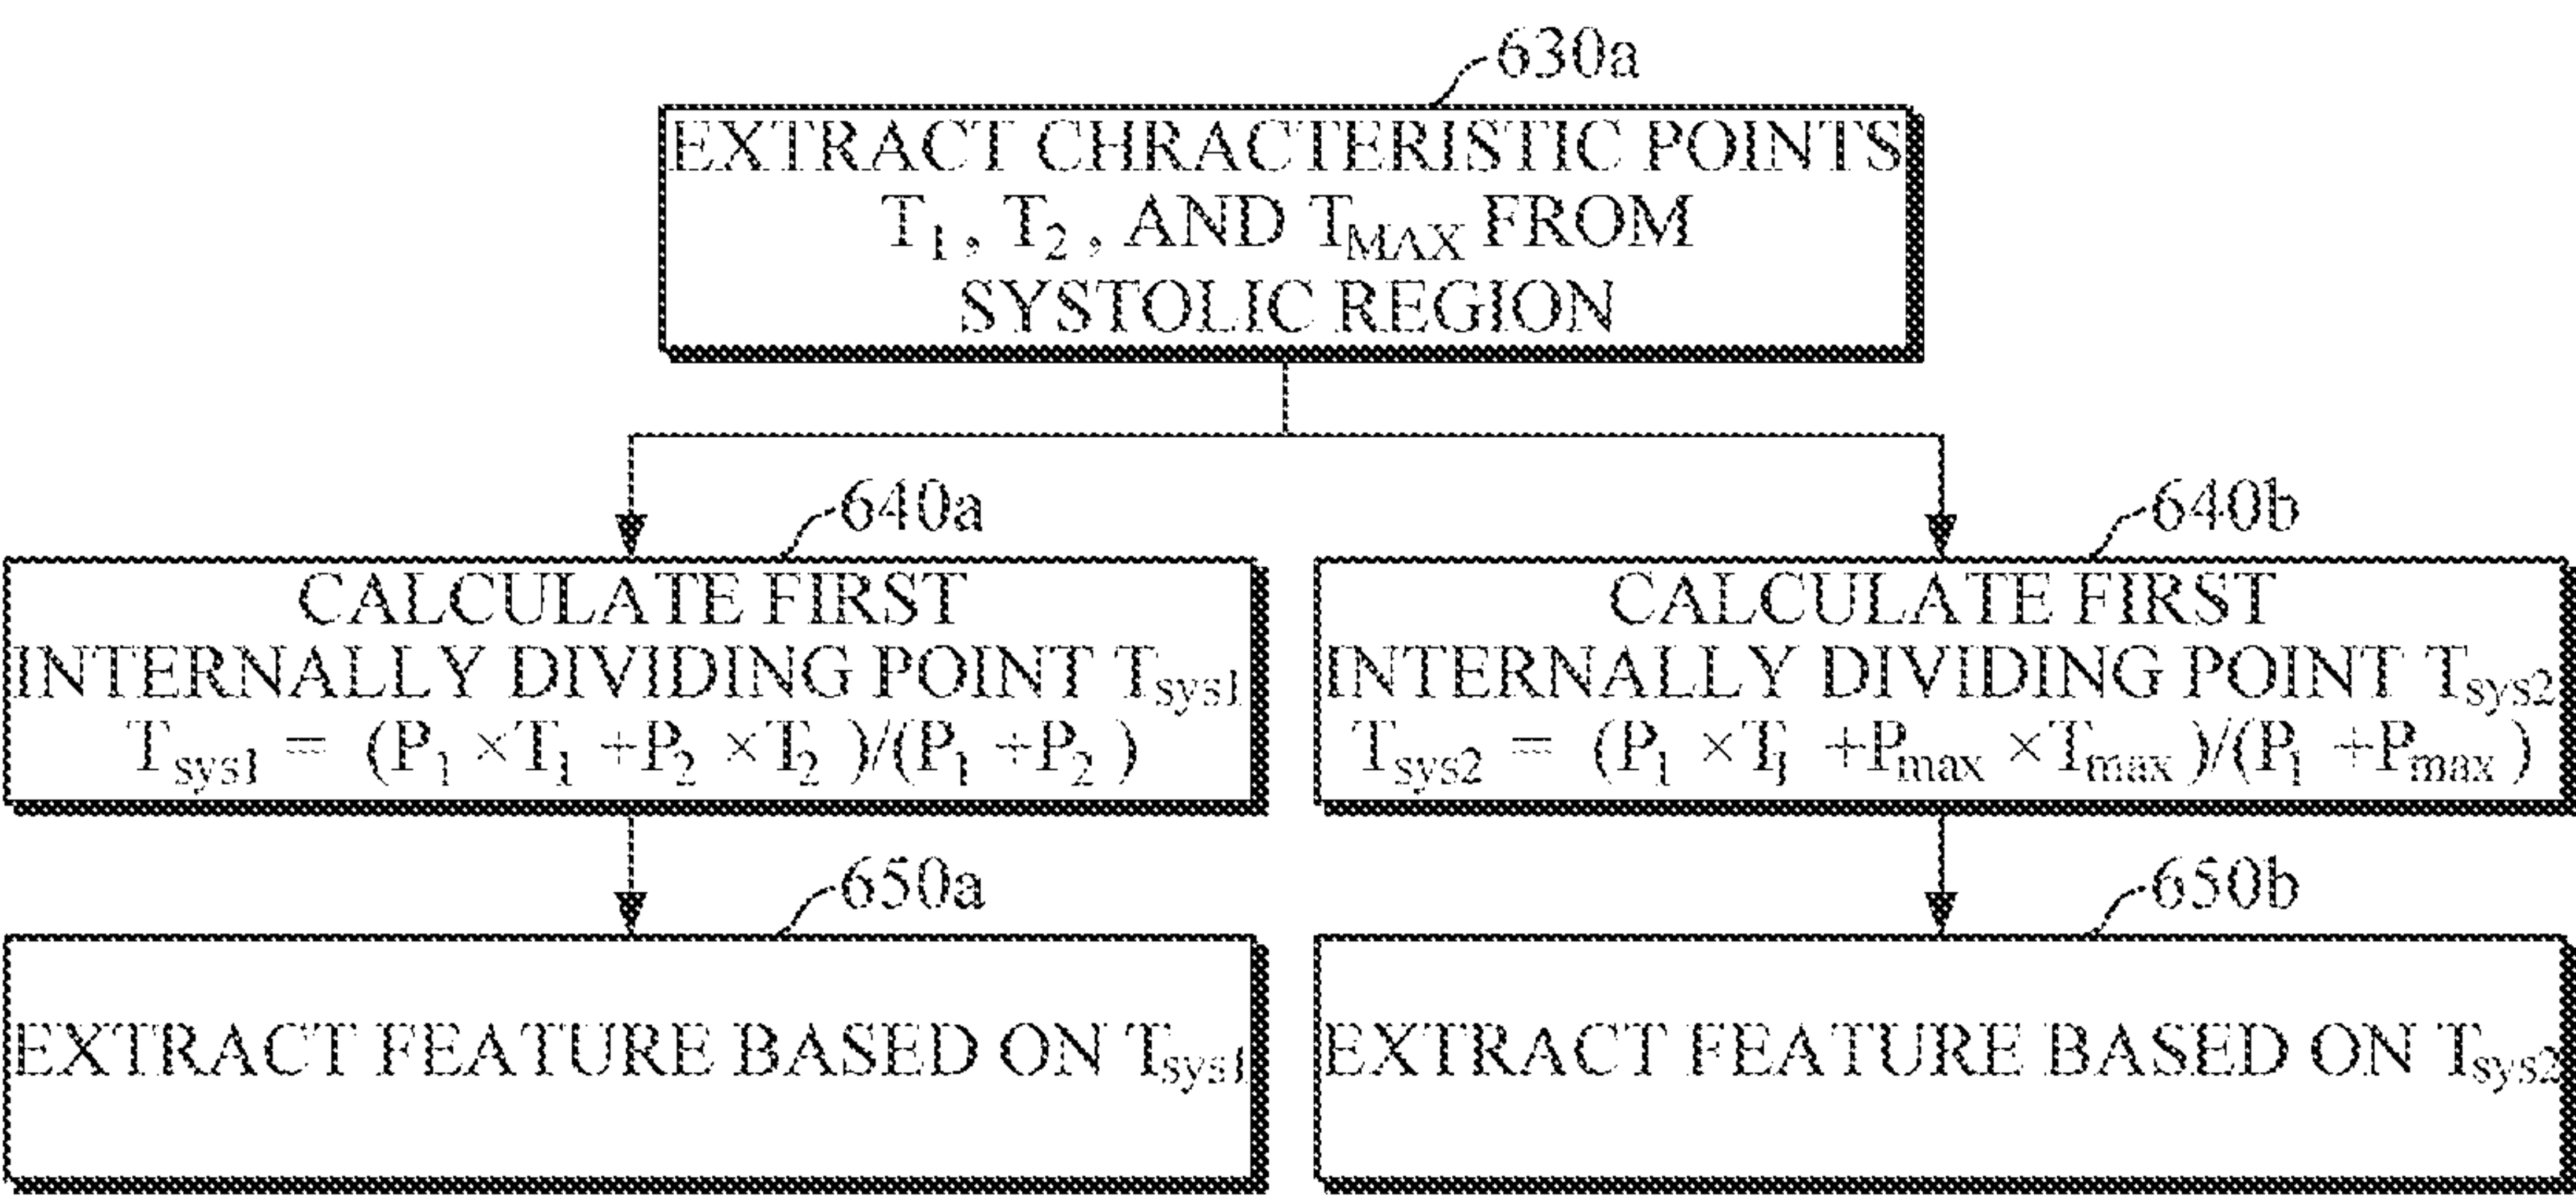 630a
EXTRACT CHRACTERISTIC POINTS
T1, T2, AND TMAX FROM
SYSTOLIC REGION
640a
CALCULATE FIRST
INTERNALLY DIVIDING POINT Tsys1
Tsys1 = (P1 ×T1 +P2 ×T2 )/(P1 +P2 )
640b
CALCULATE FIRST
INTERNALLY DIVIDING POINT Tsys2
Tsys2 = (P1 ×T1 +Pmax ×Tmax )/(P1 +Pmax )
650a
EXTRACT FEATURE BASED ON Tsys1
650b
EXTRACT FEATURE BASED ON Tsys2